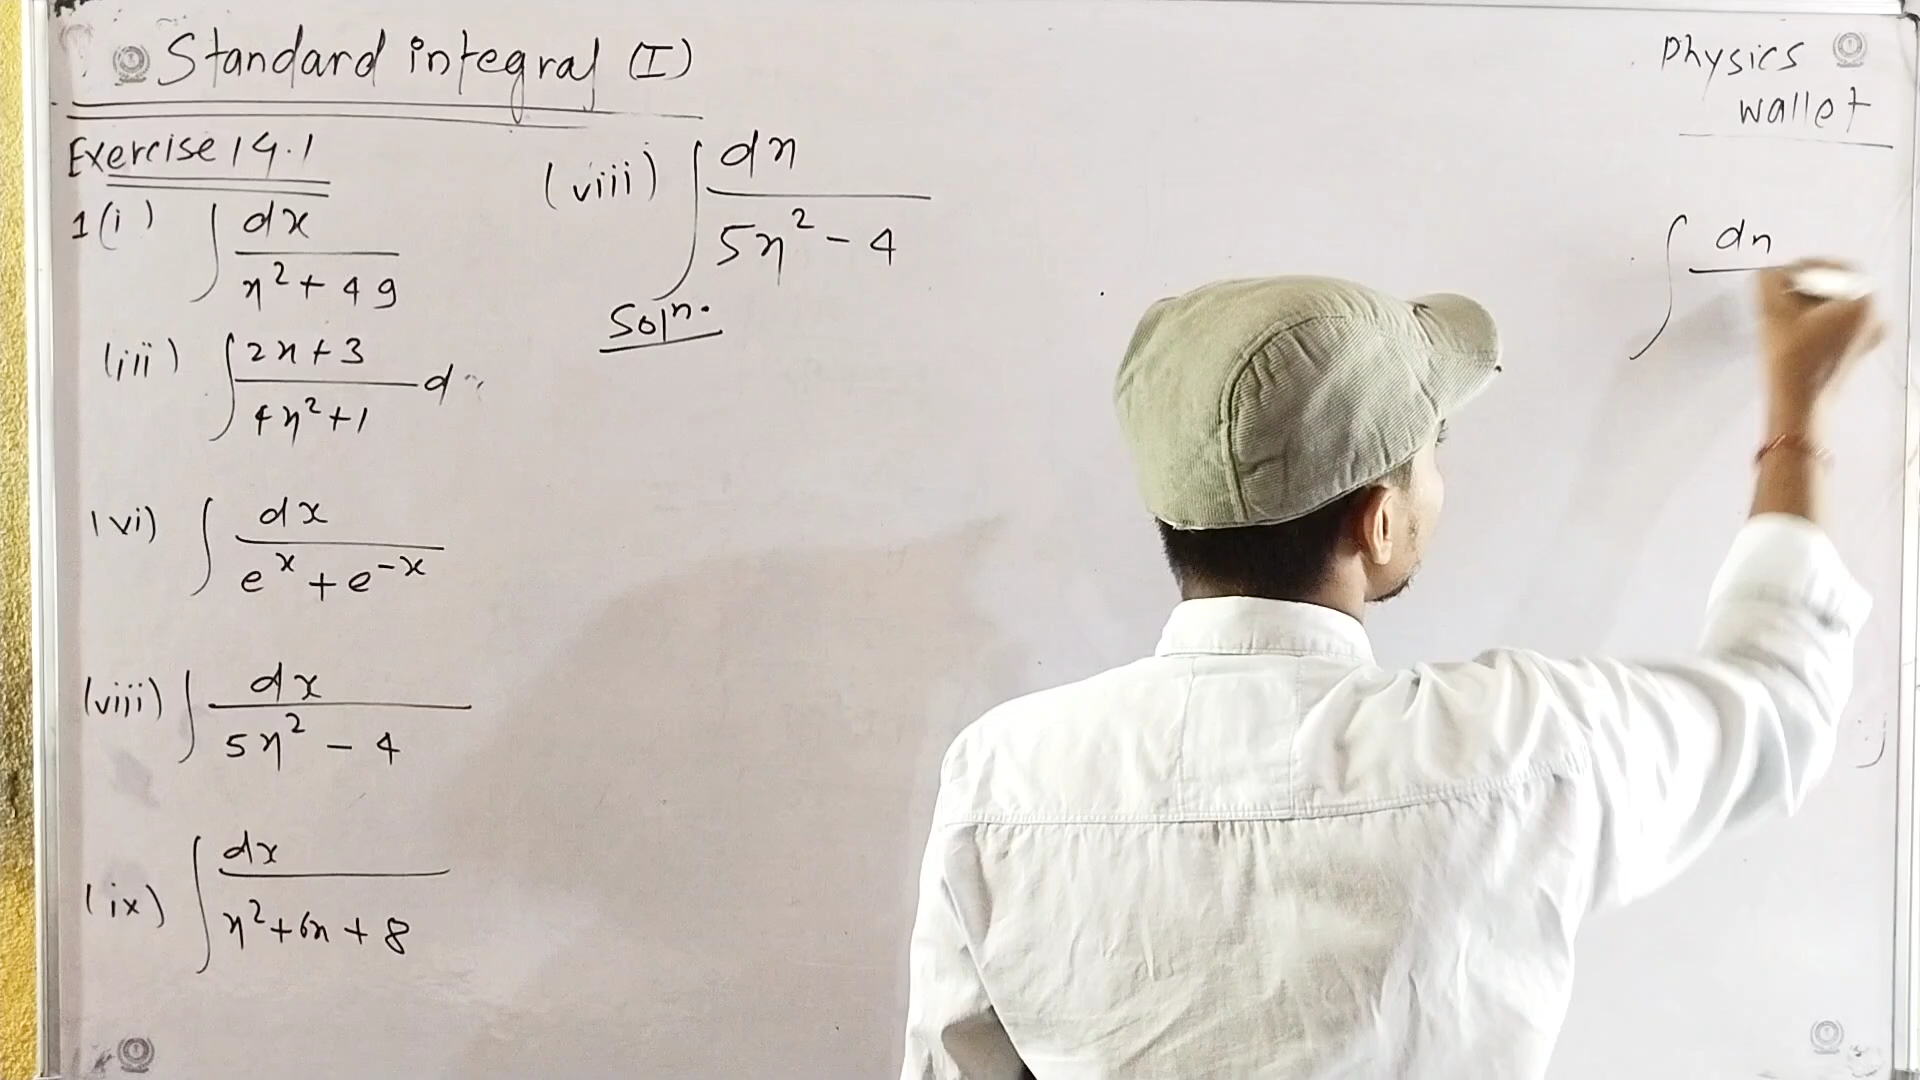 Standard integral (I)
Physics
wallet
Exercise 14.1
1(i) ∫ dx / x² + 49
(iii) ∫ 2x + 3 / 4x² + 1 d
(vi) ∫ dx / eˣ + e⁻ˣ
(viii) ∫ dx / 5x² - 4
(ix) ∫ dx / x² + 6x + 8
(viii) ∫ dx / 5x² - 4
Solⁿ.
∫ dx